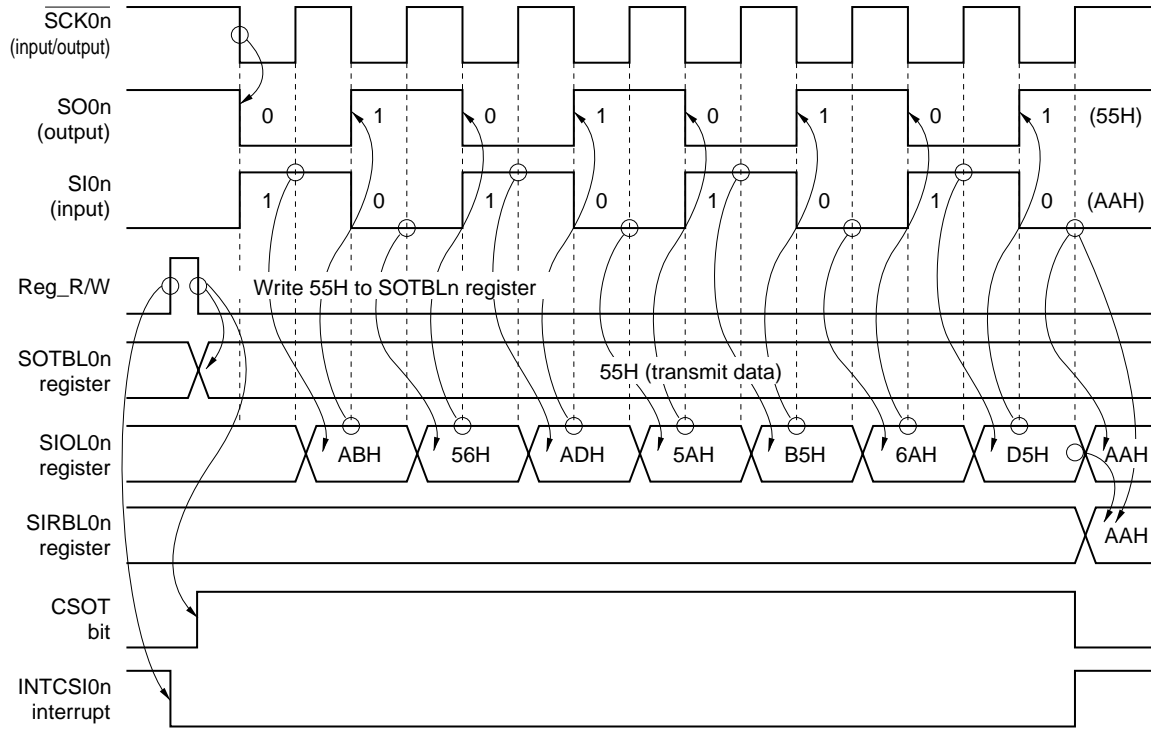 SCK0n
(input/output)
SO0n
(output)
0 1 0 1 0 1 0 1 (55H)
SI0n
(input)
1 0 1 0 1 0 1 0 (AAH)
Reg_R/W
Write 55H to SOTBLn register
SOTBL0n
register
55H (transmit data)
SIOL0n
register
ABH 56H ADH 5AH B5H 6AH D5H AAH
SIRBL0n
register
AAH
CSOT
bit
INTCSI0n
interrupt